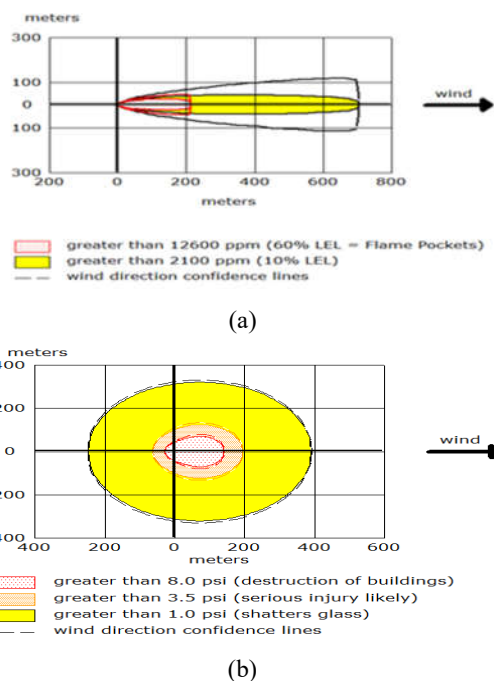 meters
300
100
0
wind
100
300
200 0 200 400 600 800
meters
greater than 12600 ppm (60% LEL = Flame Pockets)
greater than 2100 ppm (10% LEL)
wind direction confidence lines
(a)
meters
400
200
wind
0
200
400
400 200 0 200 400 600
meters
greater than 8.0 psi (destruction of buildings)
greater than 3.5 psi (serious injury likely)
greater than 1.0 psi (shatters glass)
wind direction confidence lines
(b)